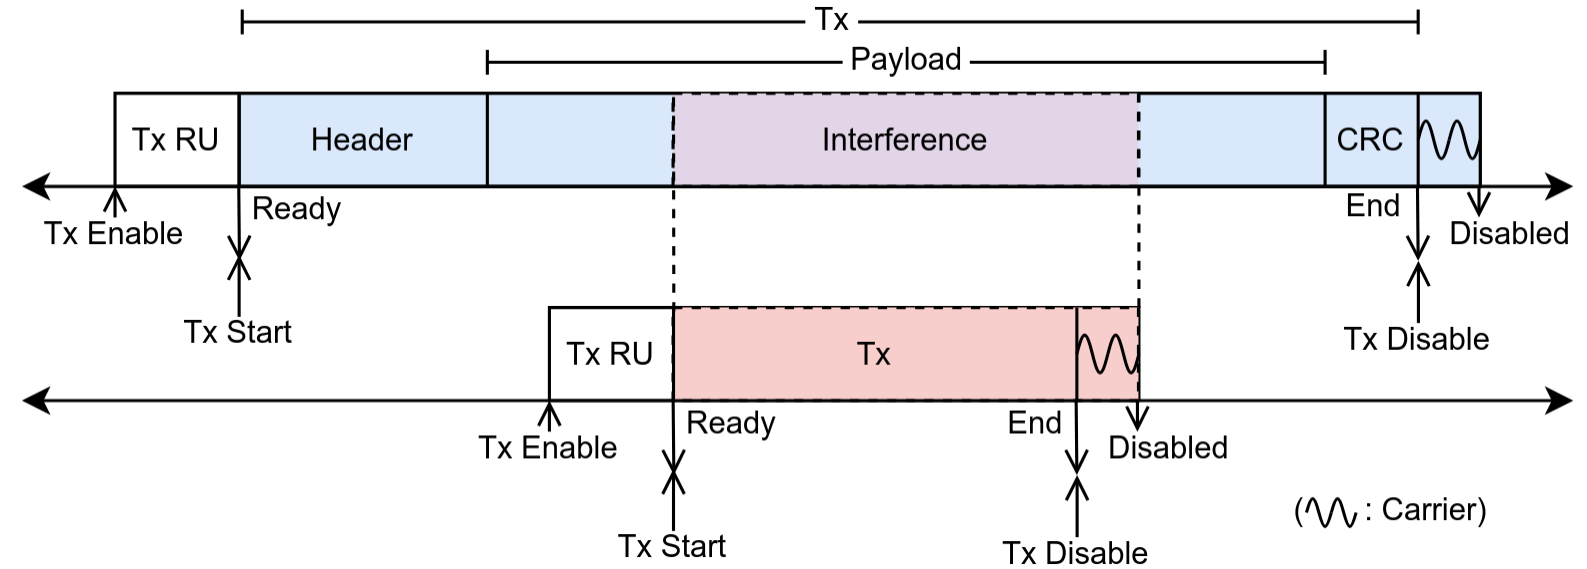 Tx
Payload
Tx RU
Header
Interference
CRC
Ready
End
Tx Enable
Disabled
Tx Start
Tx Disable
Tx RU
Tx
Ready
End
Tx Enable
Disabled
Tx Start
Tx Disable
( : Carrier)